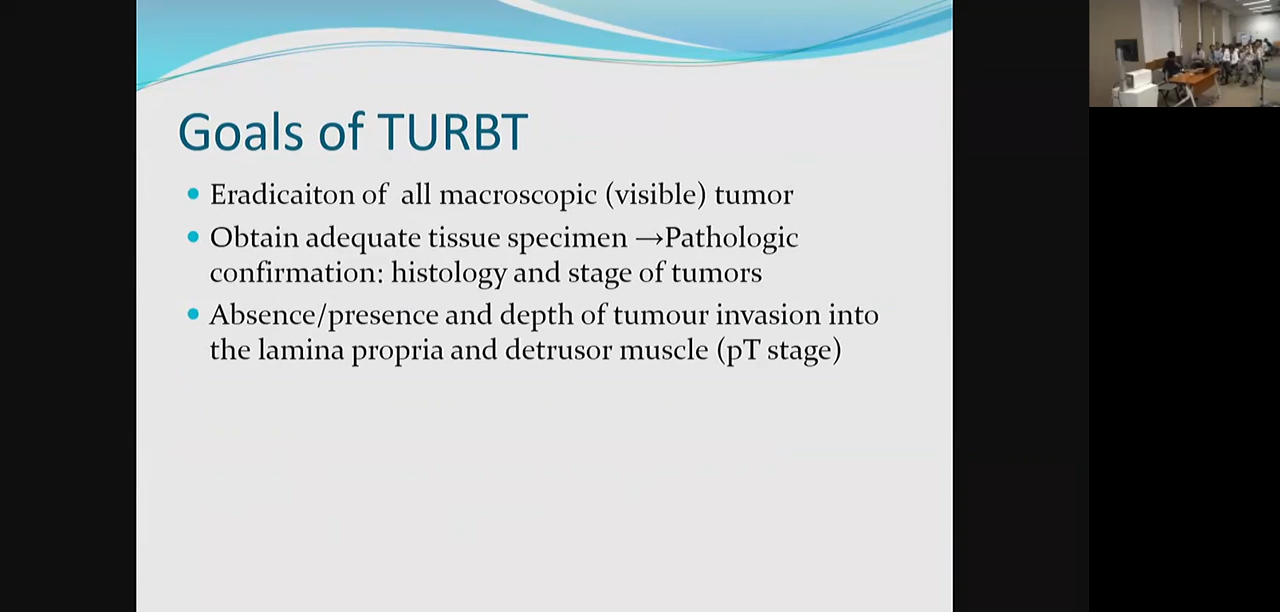 Goals of TURBT
• Eradicaiton of all macroscopic (visible) tumor
• Obtain adequate tissue specimen →Pathologic
confirmation: histology and stage of tumors
• Absence/presence and depth of tumour invasion into
the lamina propria and detrusor muscle (pT stage)